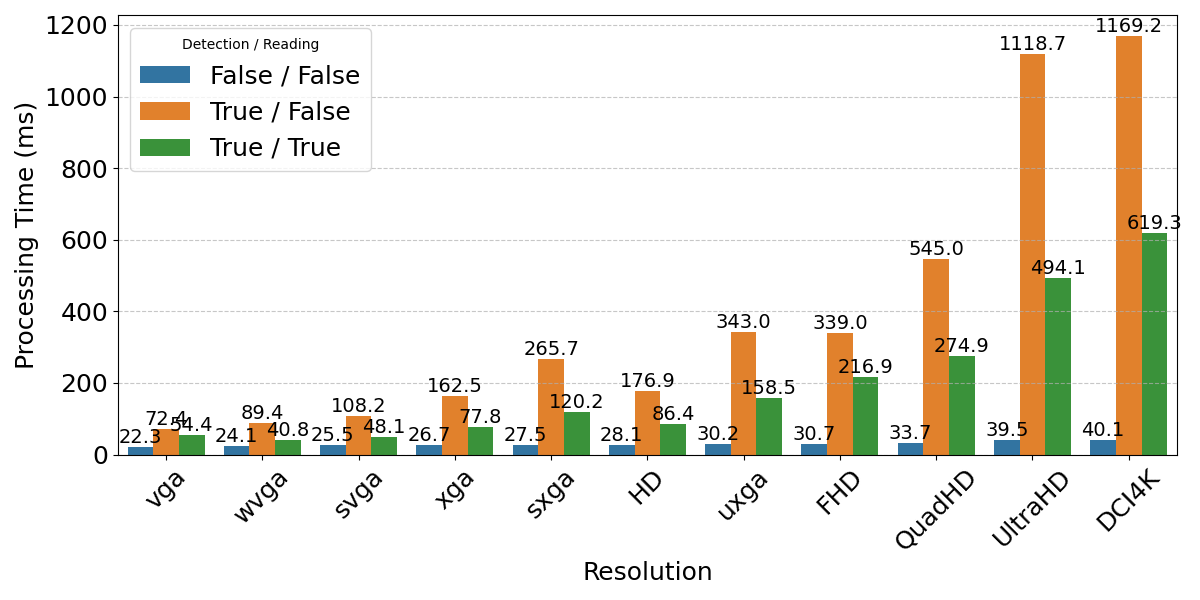 Processing Time (ms)
1200
1000
800
600
400
200
0
Detection / Reading
False / False
True / False
True / True
22.3
72.4
54.4
24.1
89.4
40.8
25.5
108.2
48.1
26.7
162.5
77.8
27.5
265.7
120.2
28.1
176.9
86.4
30.2
343.0
158.5
30.7
339.0
216.9
33.7
545.0
274.9
39.5
1118.7
494.1
40.1
1169.2
619.3
vga
wvga
svga
xga
sxga
HD
uxga
FHD
QuadHD
UltraHD
DCI4K
Resolution